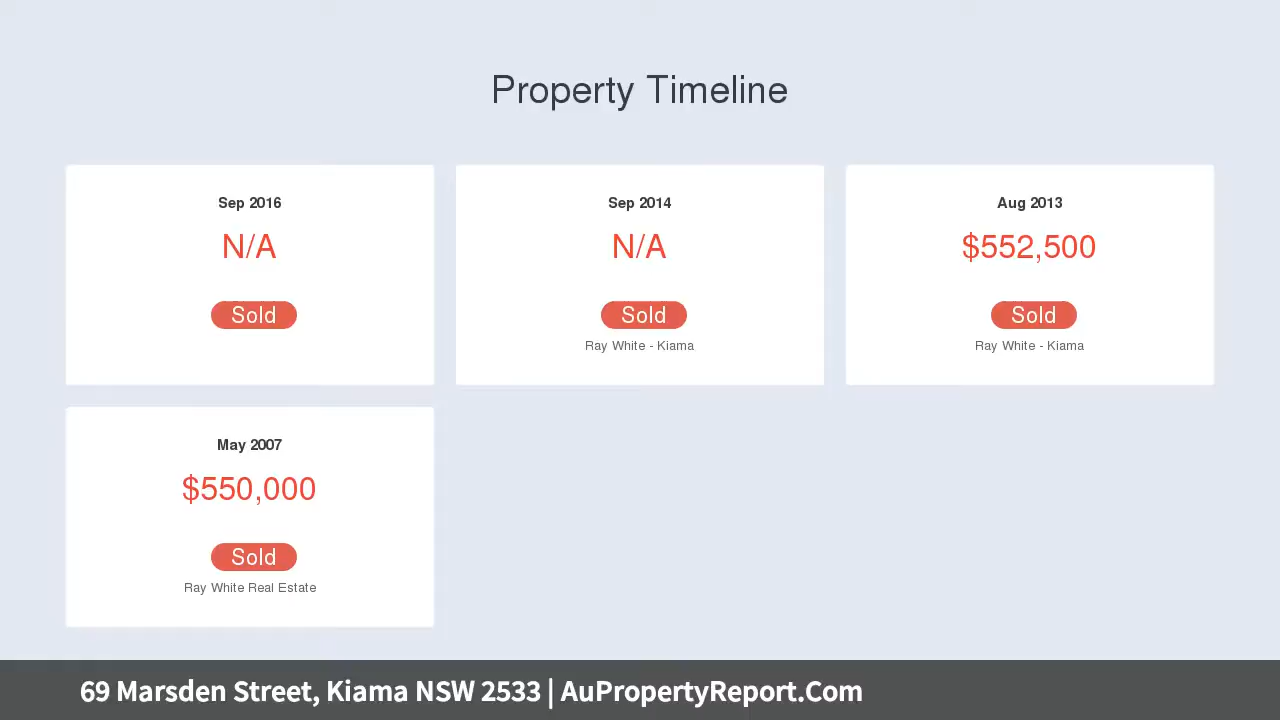 Property Timeline
Sep 2016
N/A
Sold
Sep 2014
N/A
Sold
Ray White - Kiama
Aug 2013
$552,500
Sold
Ray White - Kiama
May 2007
$550,000
Sold
Ray White Real Estate
69 Marsden Street, Kiama NSW 2533 | AuPropertyReport.Com